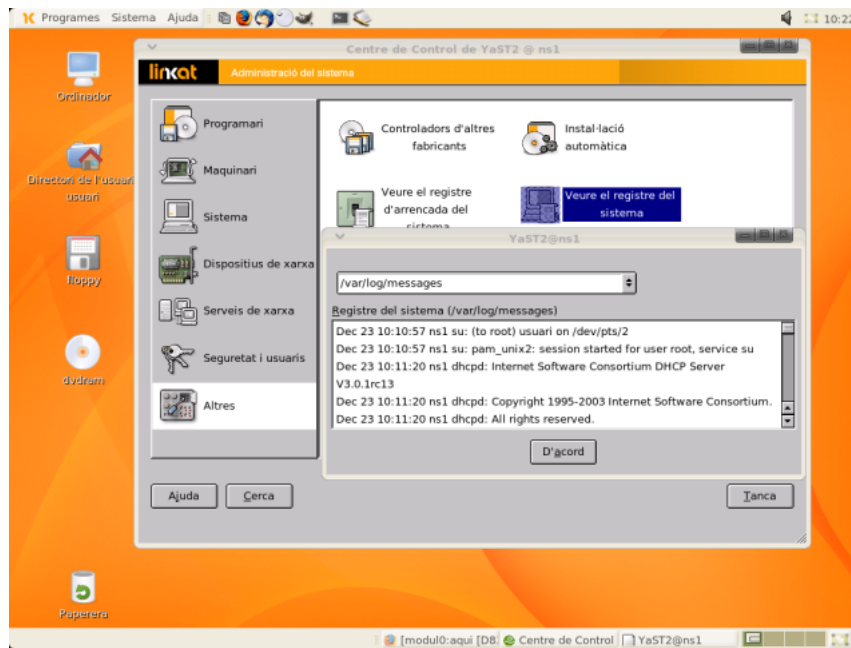 Programes Sistema Ajuda
10:22
Centre de Control de YaST2 @ ns1
linkat
Administració del sistema
Ordinador
Directori de l'usuari
usuari
floppy
dvdram
Paperera
Programari
Maquinari
Sistema
Dispositius de xarxa
Serveis de xarxa
Seguretat i usuaris
Altres
Controladors d'altres
fabricants
Instal·lació
automàtica
Veure el registre
d'arrencada del
sistema
Veure el registre del
sistema
YaST2@ns1
/var/log/messages
Registre del sistema (/var/log/messages)
Dec 23 10:10:57 ns1 su: (to root) usuari on /dev/pts/2
Dec 23 10:10:57 ns1 su: pam_unix2: session started for user root, service su
Dec 23 10:11:20 ns1 dhcpd: Internet Software Consortium DHCP Server
V3.0.1rc13
Dec 23 10:11:20 ns1 dhcpd: Copyright 1995-2003 Internet Software Consortium.
Dec 23 10:11:20 ns1 dhcpd: All rights reserved.
D'acord
Ajuda
Cerca
Tanca
[modul0:aqui [D8. Centre de Control YaST2@ns1